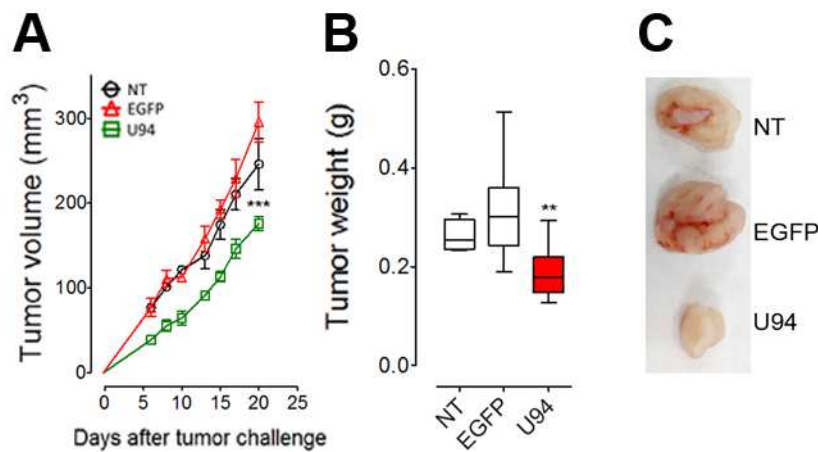 A
Tumor volume (mm³)
300
200
100
0
NT
EGFP
U94
***
0 5 10 15 20 25
Days after tumor challenge
B
Tumor weight (g)
0.6
0.4
0.2
0.0
**
NT EGFP U94
C
NT
EGFP
U94